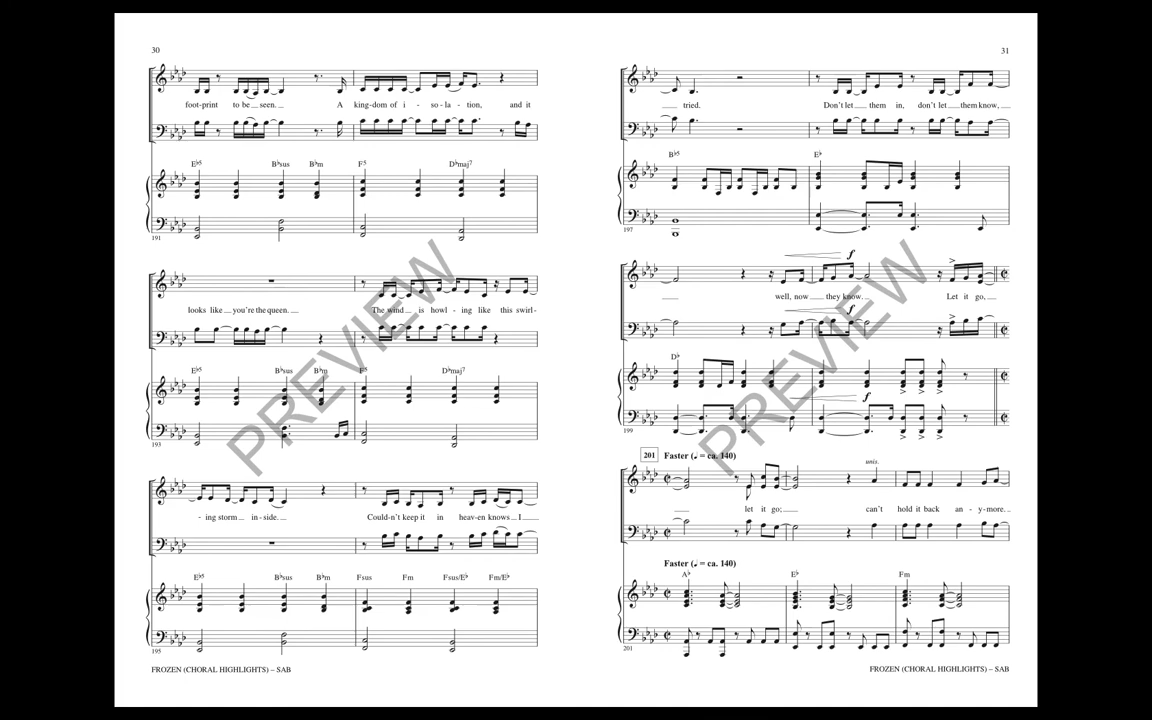 30
foot-print to be seen. A king-dom of i - so - la - tion, and it
E♭5 B♭sus B♭m F5 D♭maj7
191
looks like you're the queen. The wind is howl - ing like this swirl-
E♭5 B♭sus B♭m F5 D♭maj7
193
- ing storm in - side. Could-n't keep it in heav-en knows I
E♭5 B♭sus B♭m Fsus Fm Fsus/E♭ Fm/E♭
195
FROZEN (CHORAL HIGHLIGHTS) – SAB
PREVIEW
31
tried. Don't let them in, don't let them know,
B♭5 E♭
197
f
well, now they know. Let it go,
f
D♭
f
199
201 Faster (♩ = ca. 140)
unis.
let it go; can't hold it back an - y-more.
Faster (♩ = ca. 140)
A♭ E♭ Fm
201
FROZEN (CHORAL HIGHLIGHTS) – SAB
PREVIEW